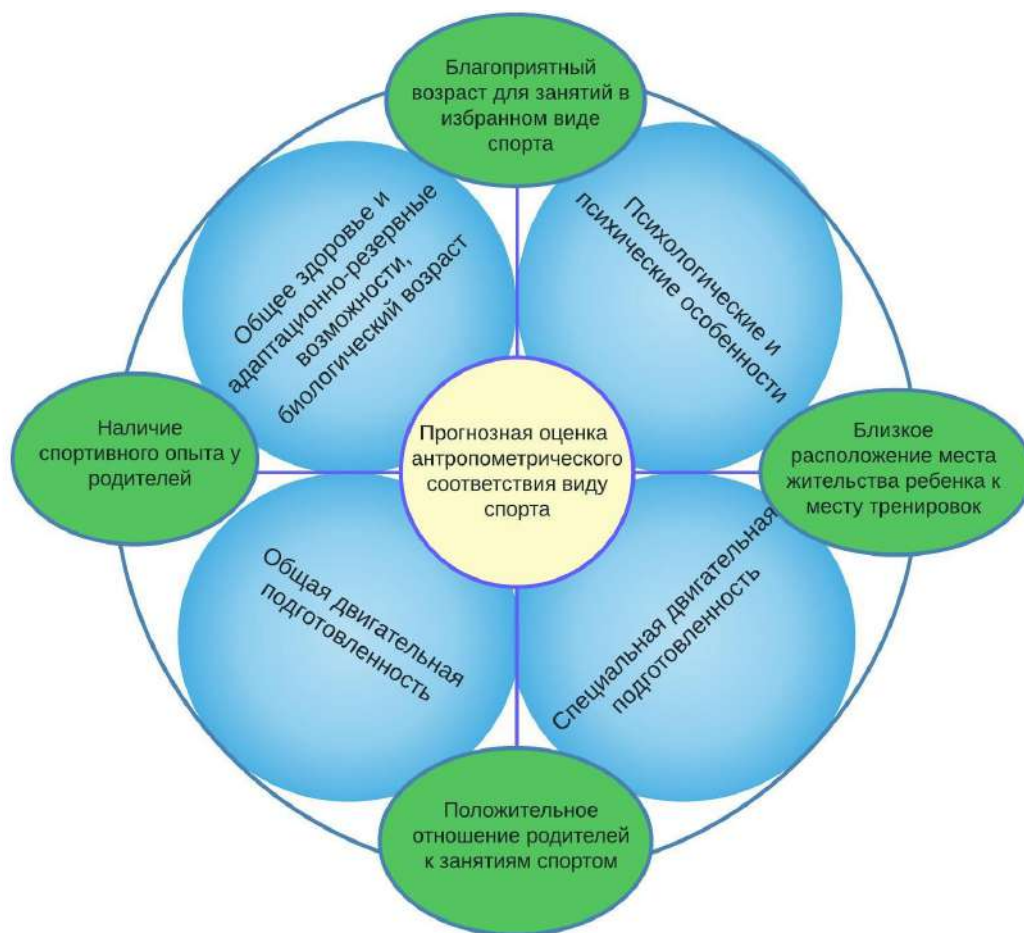 Благоприятный
возраст для занятий в
избранном виде
спорта
Общее здоровье и
адаптационно-резервные
возможности,
биологический возраст
Психологические и
психические особенности
Наличие
спортивного опыта у
родителей
Прогнозная оценка
антропометрического
соответствия виду
спорта
Близкое
расположение места
жительства ребенка к
месту тренировок
Общая двигательная
подготовленность
Специальная двигательная
подготовленность
Положительное
отношение родителей
к занятиям спортом